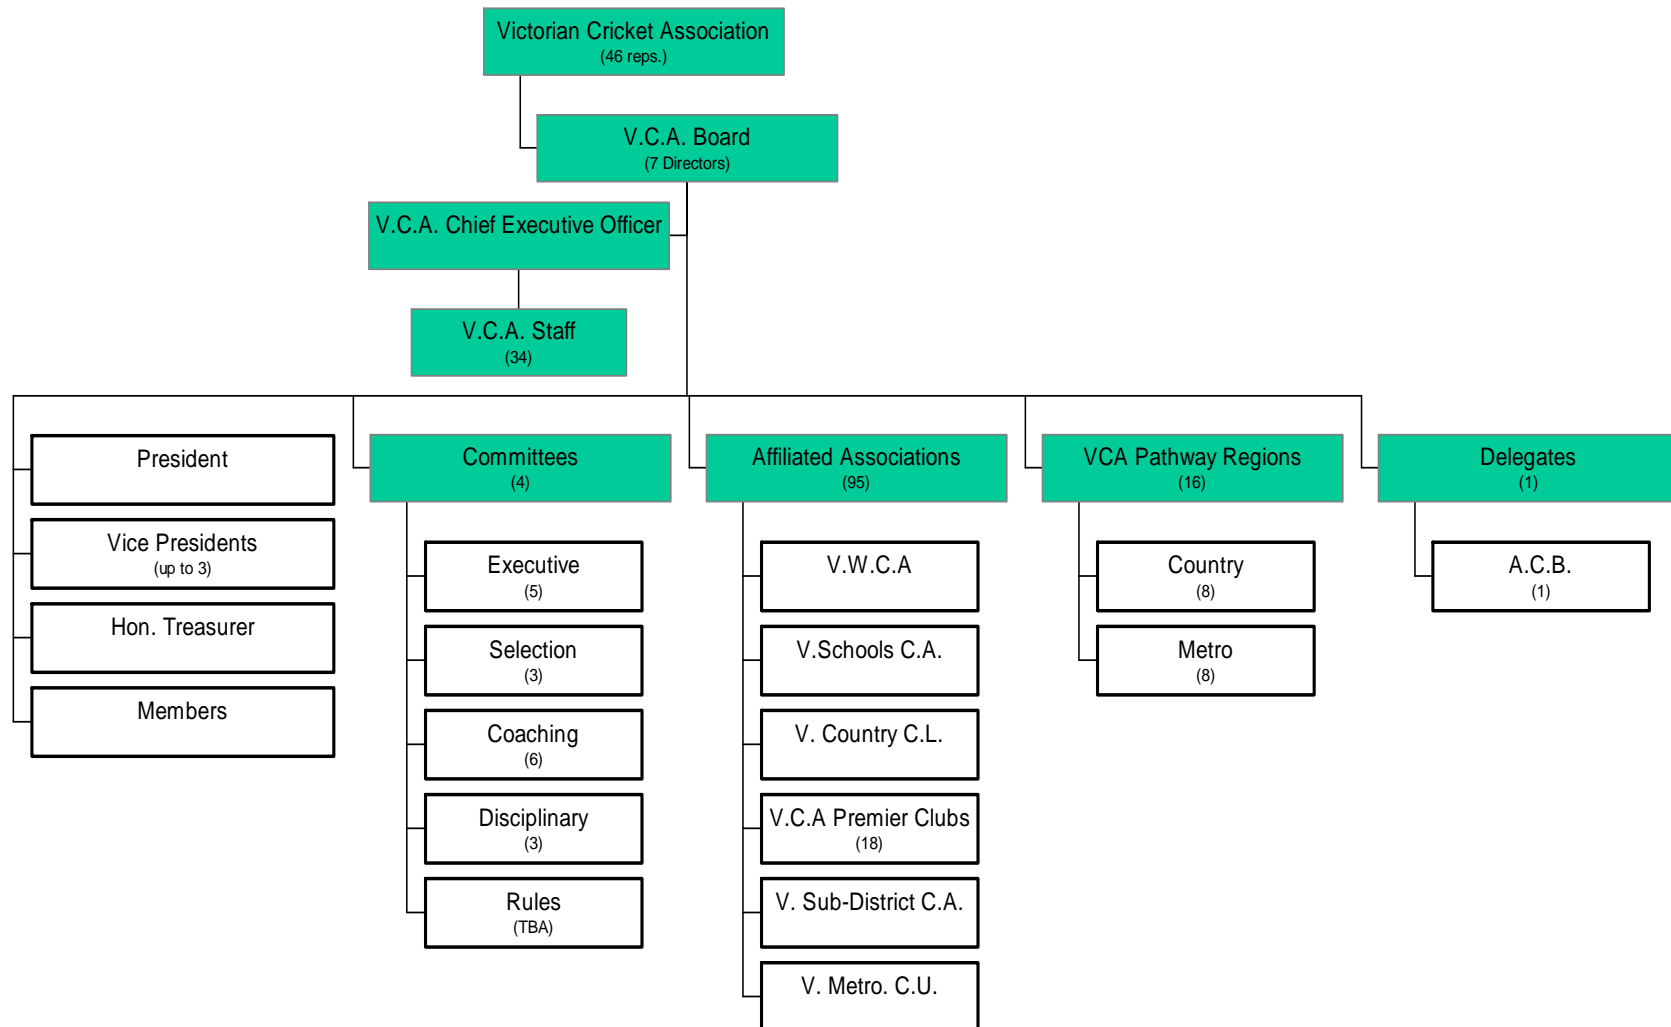 Victorian Cricket Association
(46 reps.)
V.C.A. Board
(7 Directors)
V.C.A. Chief Executive Officer
V.C.A. Staff
(34)
President
Vice Presidents
(up to 3)
Hon. Treasurer
Members
Committees
(4)
Executive
(5)
Selection
(3)
Coaching
(6)
Disciplinary
(3)
Rules
(TBA)
Affiliated Associations
(95)
V.W.C.A
V.Schools C.A.
V. Country C.L.
V.C.A Premier Clubs
(18)
V. Sub-District C.A.
V. Metro. C.U.
VCA Pathway Regions
(16)
Country
(8)
Metro
(8)
Delegates
(1)
A.C.B.
(1)